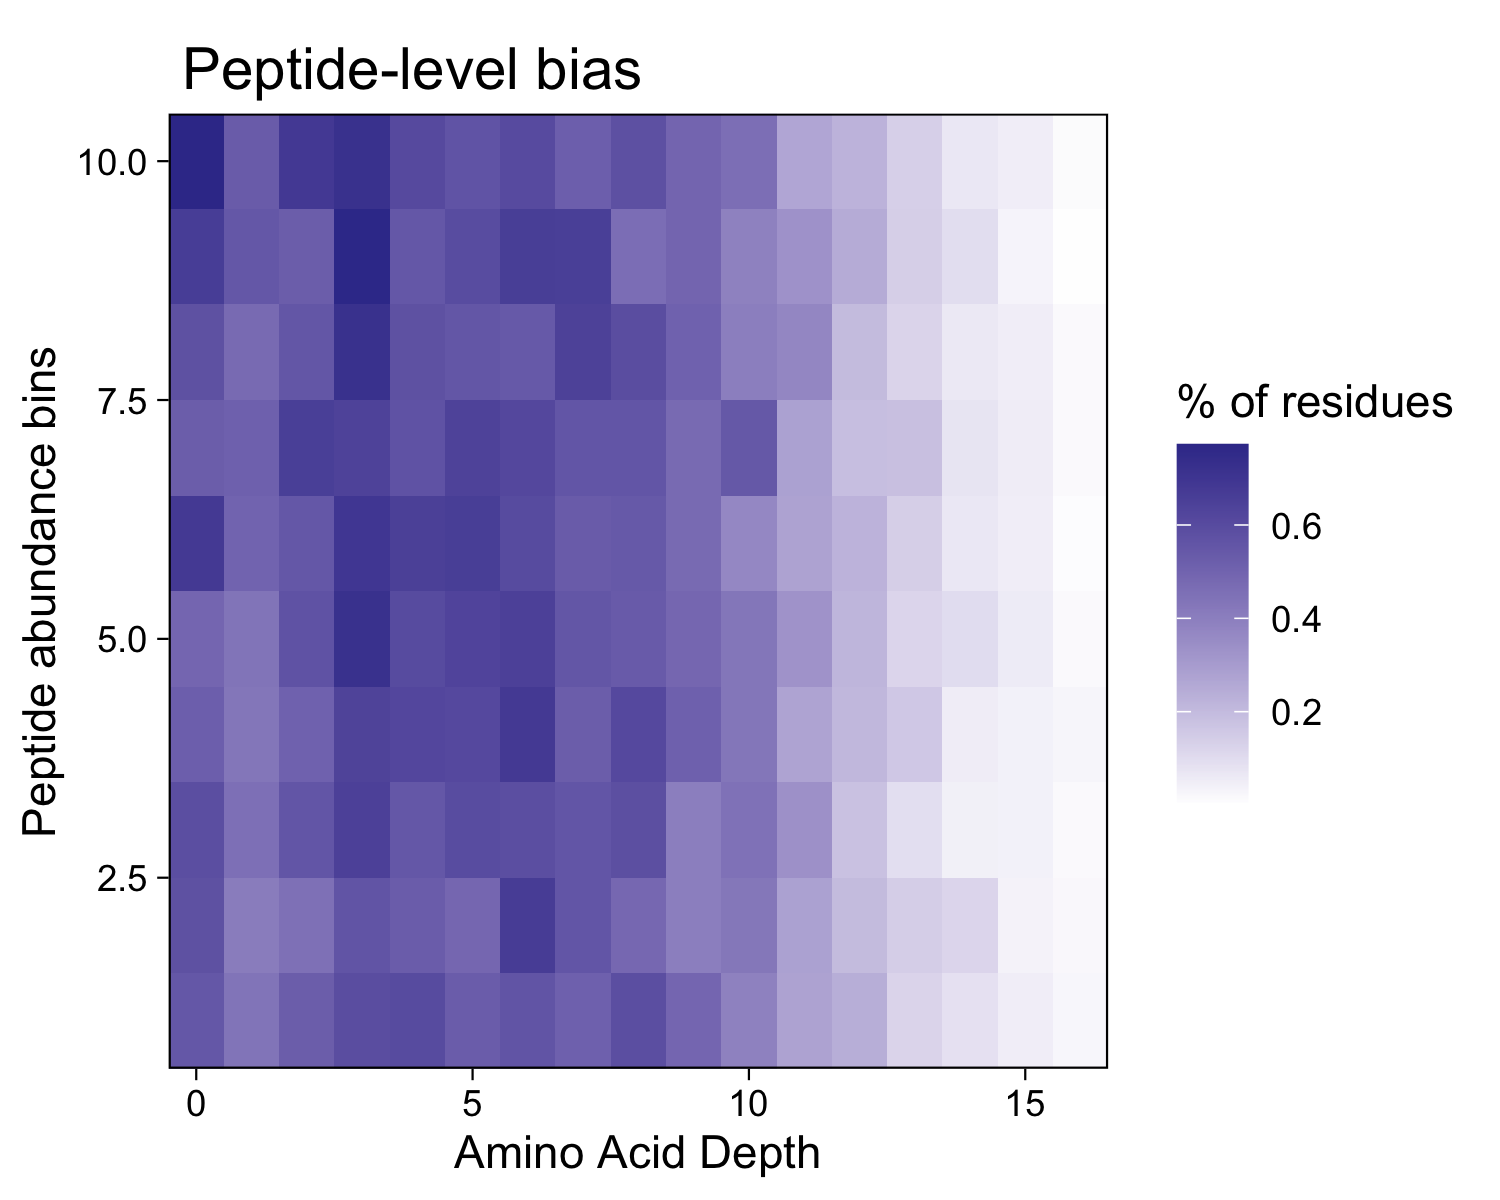 Peptide-level bias
10.0
7.5
5.0
2.5
Peptide abundance bins
0
5
10
15
Amino Acid Depth
% of residues
0.6
0.4
0.2